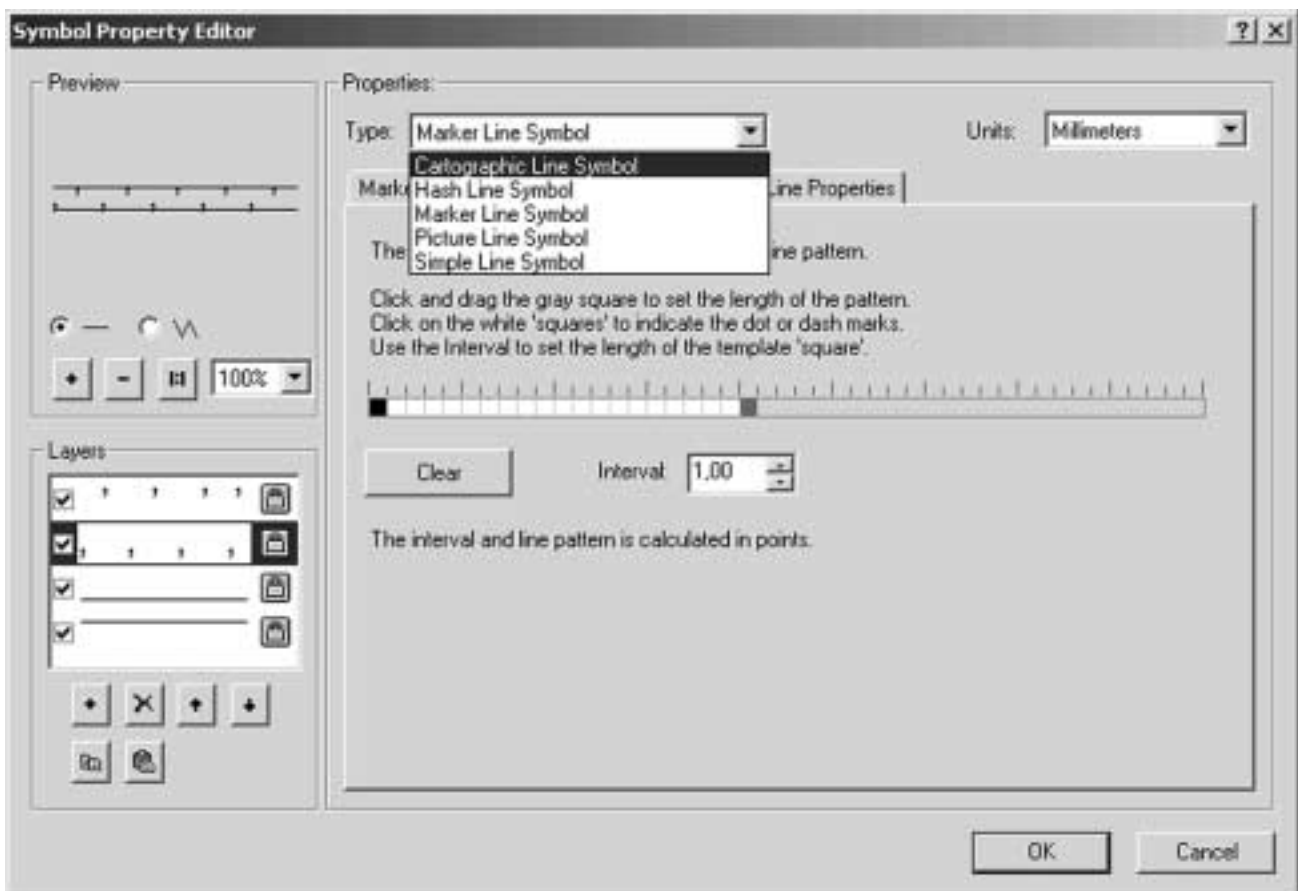 Symbol Property Editor
Preview
100%
Layers
Properties:
Type: Marker Line Symbol
Units: Millimeters
Cartographic Line Symbol
Hash Line Symbol
Marker Line Symbol
Picture Line Symbol
Simple Line Symbol
Line Properties
The
line pattern.
Click and drag the gray square to set the length of the pattern.
Click on the white 'squares' to indicate the dot or dash marks.
Use the Interval to set the length of the template 'square'.
Clear
Interval: 1,00
The interval and line pattern is calculated in points.
OK
Cancel